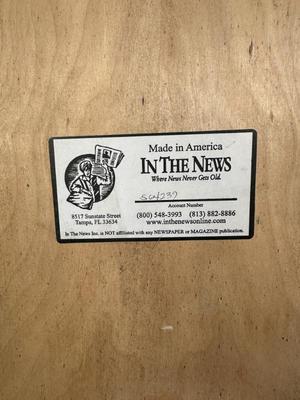 Made in America
IN THE NEWS
Where News Never Gets Old.
Account Number
8517 Sunstate Street
Tampa, FL 33634
(800) 548-3993 (813) 882-8886
www.inthenewsonline.com
In The News Inc. is NOT affiliated with any NEWSPAPER or MAGAZINE publication.